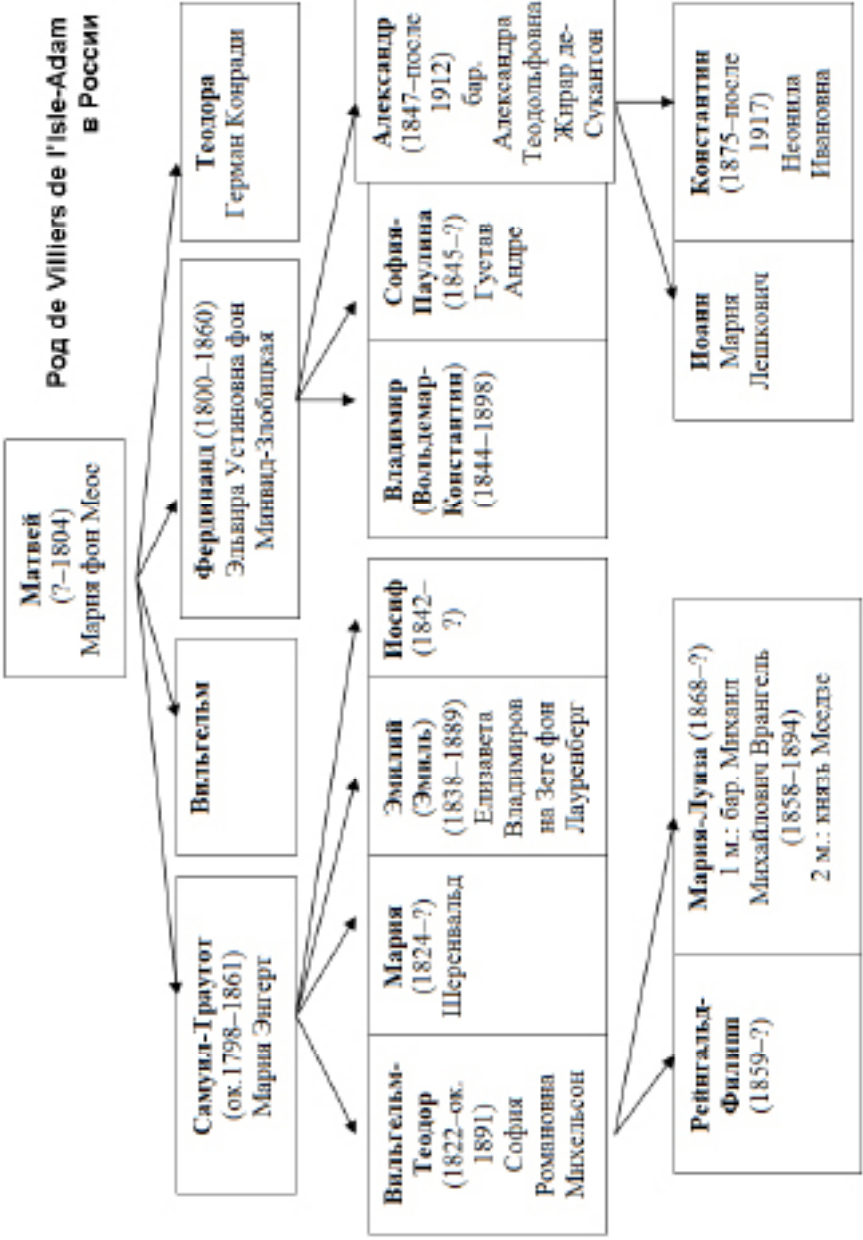 Род de Villiers de l'Isle-Adam
в России
Матвей
(?–1804)
Мария фон Меос
Самуил-Траугот
(ок.1798–1861)
Мария Энгерт
Вильгельм
Фердинанд (1800–1860)
Эльвира Устиновна фон
Минвид-Злобицкая
Теодора
Герман Конради
Вильгельм-
Теодор
(1822–ок.
1891)
София
Романовна
Михельсон
Мария
(1824–?)
Шеренвальд
Эмилий
(Эмиль)
(1838–1889)
Елизавета
Владимиров
на Зеге фон
Лауренберг
Иосиф
(1842–
?)
Владимир
(Вольдемар-
Константин)
(1844–1898)
София-
Паулина
(1845–?)
Густав
Андре
Александр
(1847–после
1912)
бар.
Александра
Теодольфовна
Жирар де-
Сукантон
Рейнгальд-
Филипп
(1859–?)
Мария-Луиза (1868–?)
1 м.: бар. Михаил
Михайлович Врангель
(1858–1894)
2 м.: князь Мседзе
Иоанн
Мария
Лешкович
Константин
(1875–после
1917)
Неонила
Ивановна